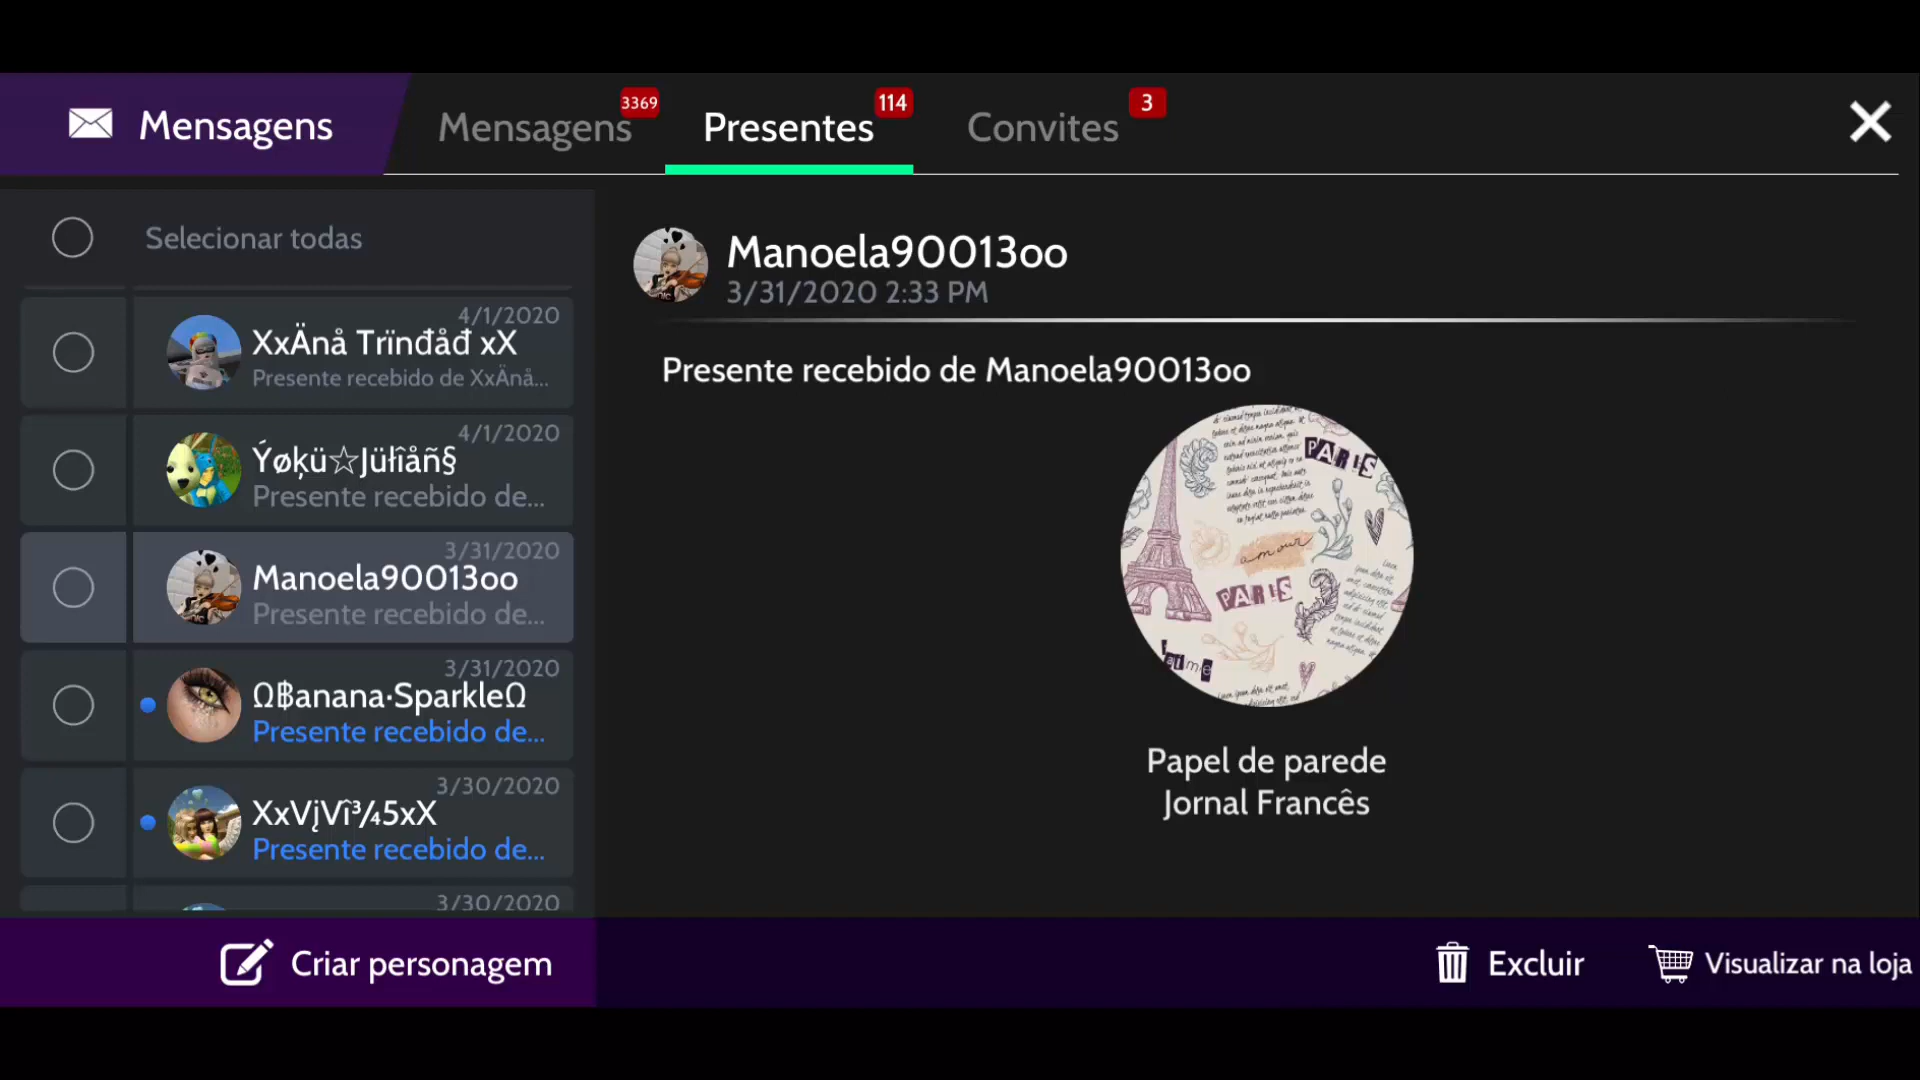 Mensagens
Mensagens 3369
Presentes 114
Convites 3
Selecionar todas
4/1/2020
XxÄnå Trïnđåđ xX
Presente recebido de XxÄnå...
4/1/2020
Ýøķü☆Jüłîåñ§
Presente recebido de...
3/31/2020
Manoela90013oo
Presente recebido de...
3/31/2020
Ω฿anana·SparkleΩ
Presente recebido de...
3/30/2020
XxVįVî³¾5xX
Presente recebido de...
3/30/2020
Criar personagem
Manoela90013oo
3/31/2020 2:33 PM
Presente recebido de Manoela90013oo
PARIS
amour
PARIS
Papel de parede
Jornal Francês
Excluir
Visualizar na loja